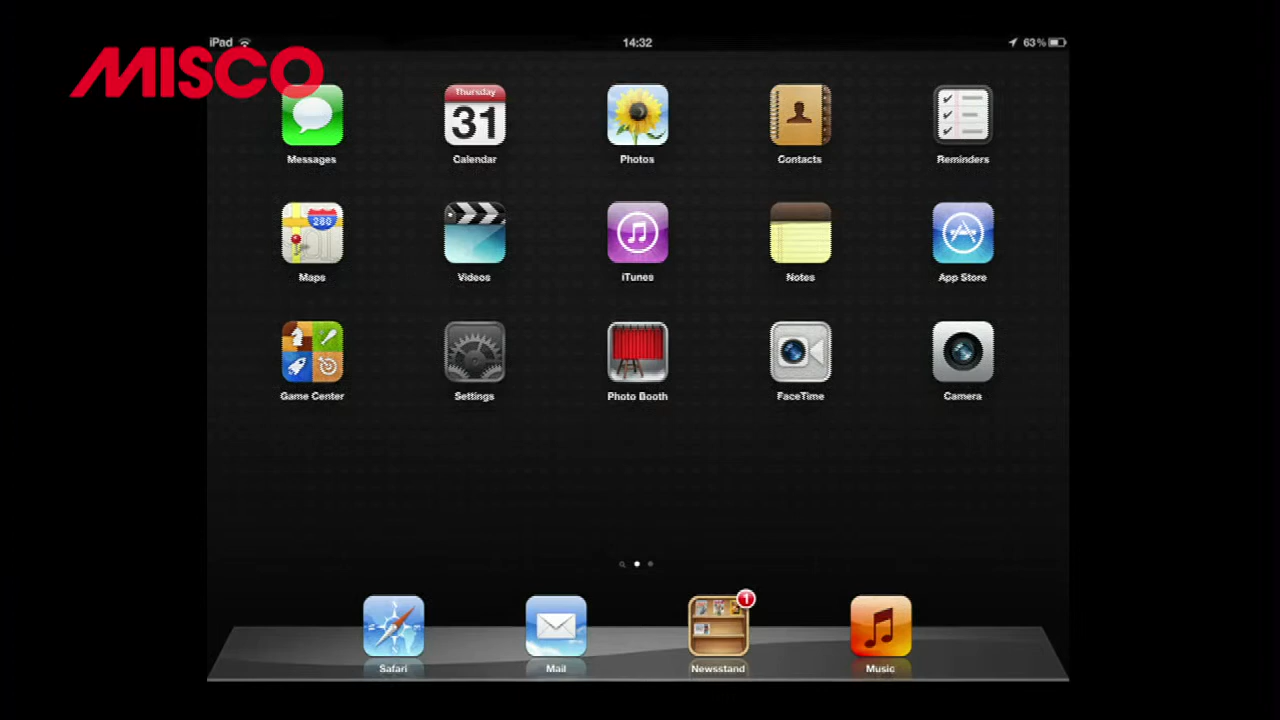 iPad
14:32
63%
MISCO
Thursday
31
Messages
Calendar
Photos
Contacts
Reminders
280
Maps
Videos
iTunes
Notes
App Store
Game Center
Settings
Photo Booth
FaceTime
Camera
1
Safari
Mail
Newsstand
Music